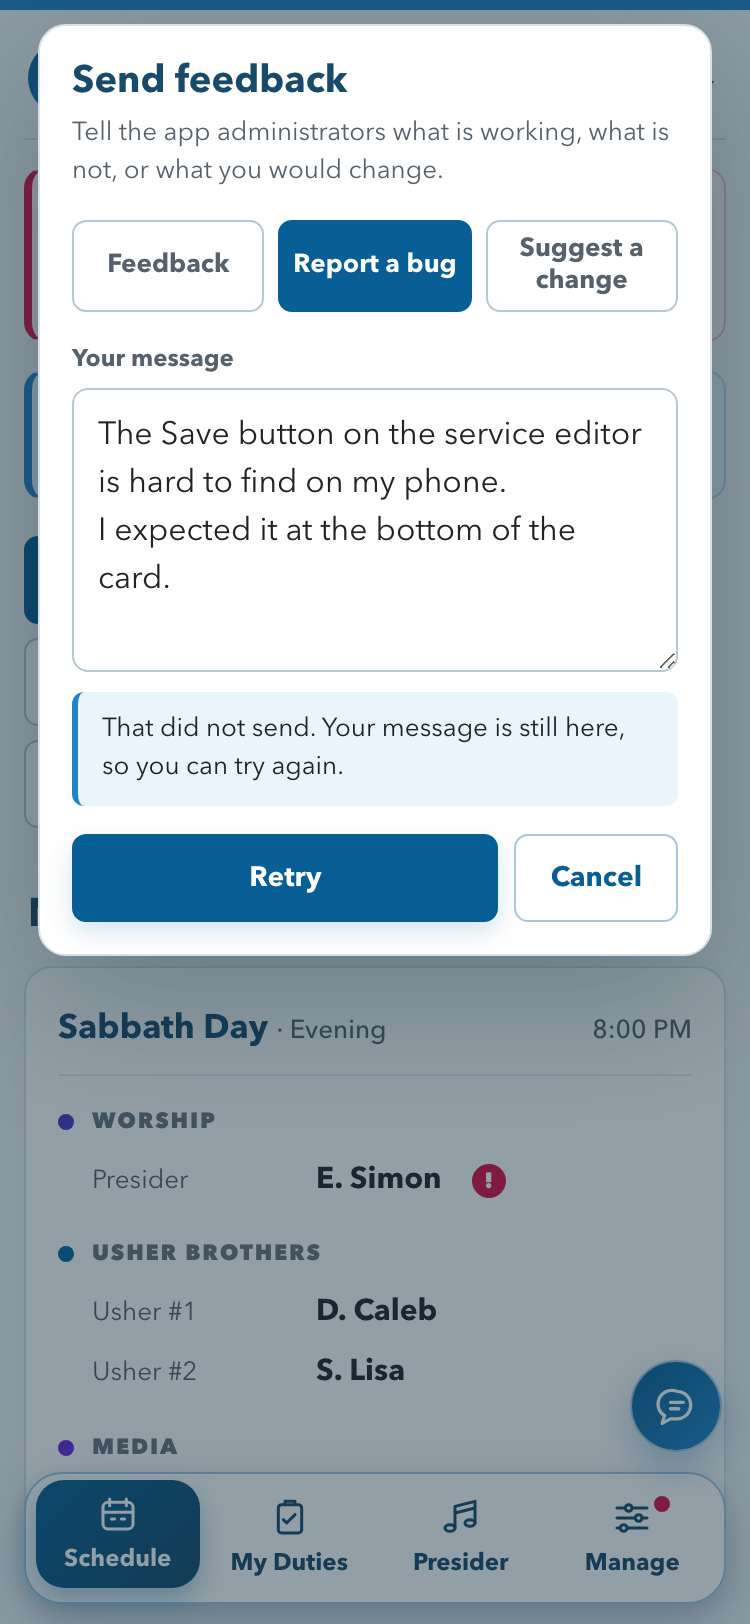 Send feedback
Tell the app administrators what is working, what is
not, or what you would change.
Feedback
Report a bug
Suggest a
change
Your message
The Save button on the service editor
is hard to find on my phone.
I expected it at the bottom of the
card.
That did not send. Your message is still here,
so you can try again.
Retry
Cancel
Sabbath Day · Evening
8:00 PM
WORSHIP
Presider
E. Simon
!
USHER BROTHERS
Usher #1
D. Caleb
Usher #2
S. Lisa
MEDIA
Schedule
My Duties
Presider
Manage